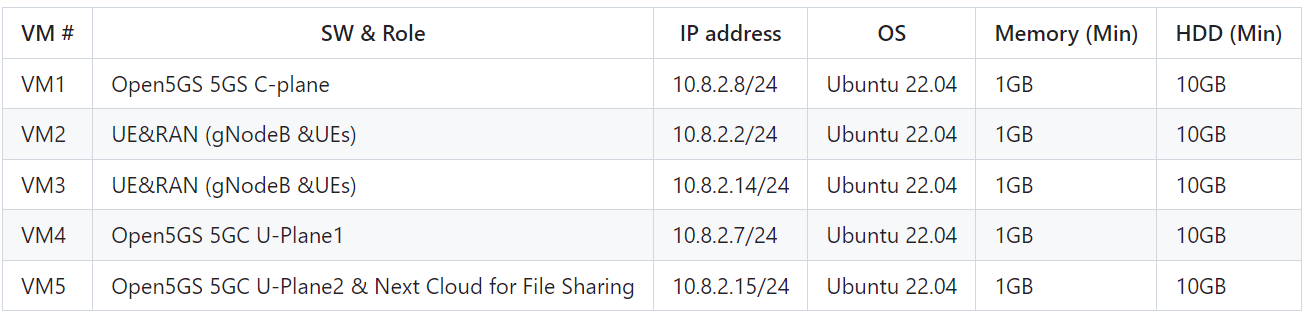 VM # SW & Role IP address OS Memory (Min) HDD (Min)
VM1 Open5GS 5GS C-plane 10.8.2.8/24 Ubuntu 22.04 1GB 10GB
VM2 UE&RAN (gNodeB &UEs) 10.8.2.2/24 Ubuntu 22.04 1GB 10GB
VM3 UE&RAN (gNodeB &UEs) 10.8.2.14/24 Ubuntu 22.04 1GB 10GB
VM4 Open5GS 5GC U-Plane1 10.8.2.7/24 Ubuntu 22.04 1GB 10GB
VM5 Open5GS 5GC U-Plane2 & Next Cloud for File Sharing 10.8.2.15/24 Ubuntu 22.04 1GB 10GB